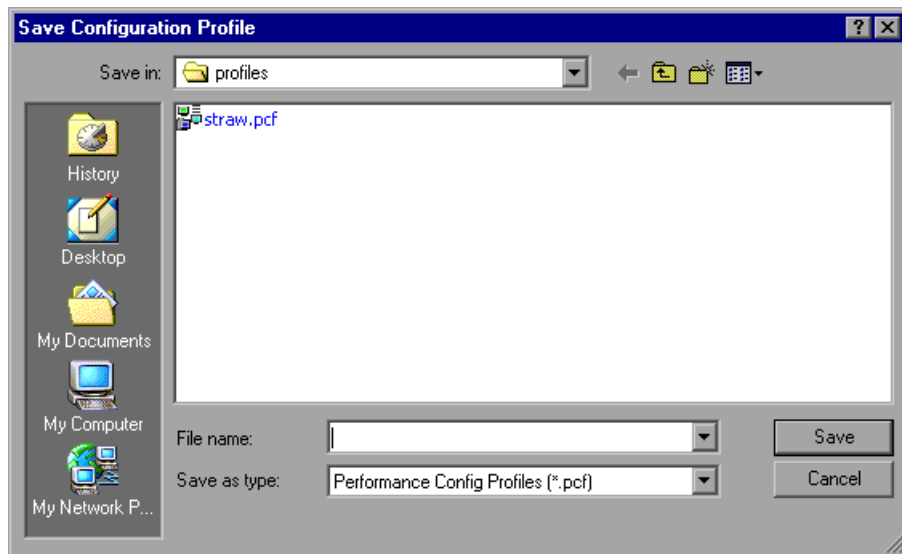 Save Configuration Profile
Save in: profiles
straw.pcf
History
Desktop
My Documents
My Computer
My Network P...
File name:
Save
Save as type: Performance Config Profiles (*.pcf)
Cancel